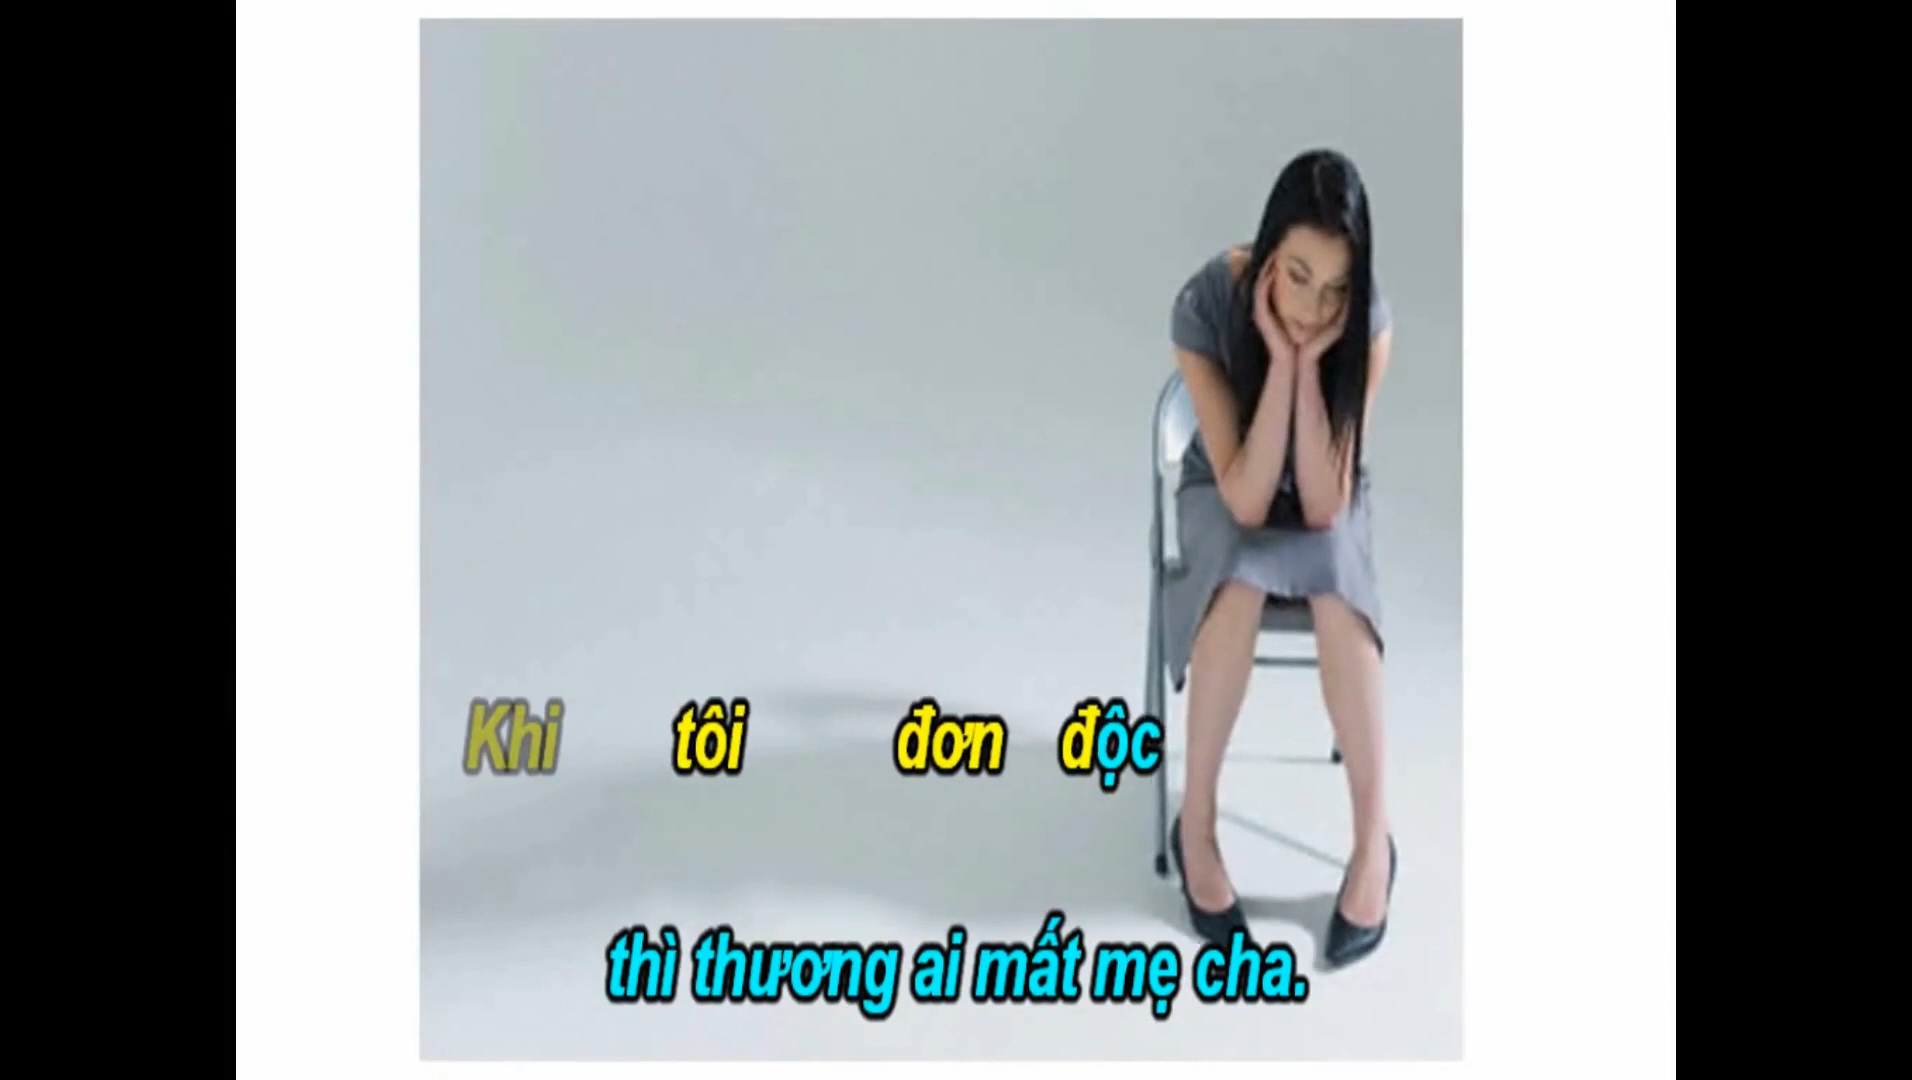 Khi tôi đơn độc
thì thương ai mất mẹ cha.